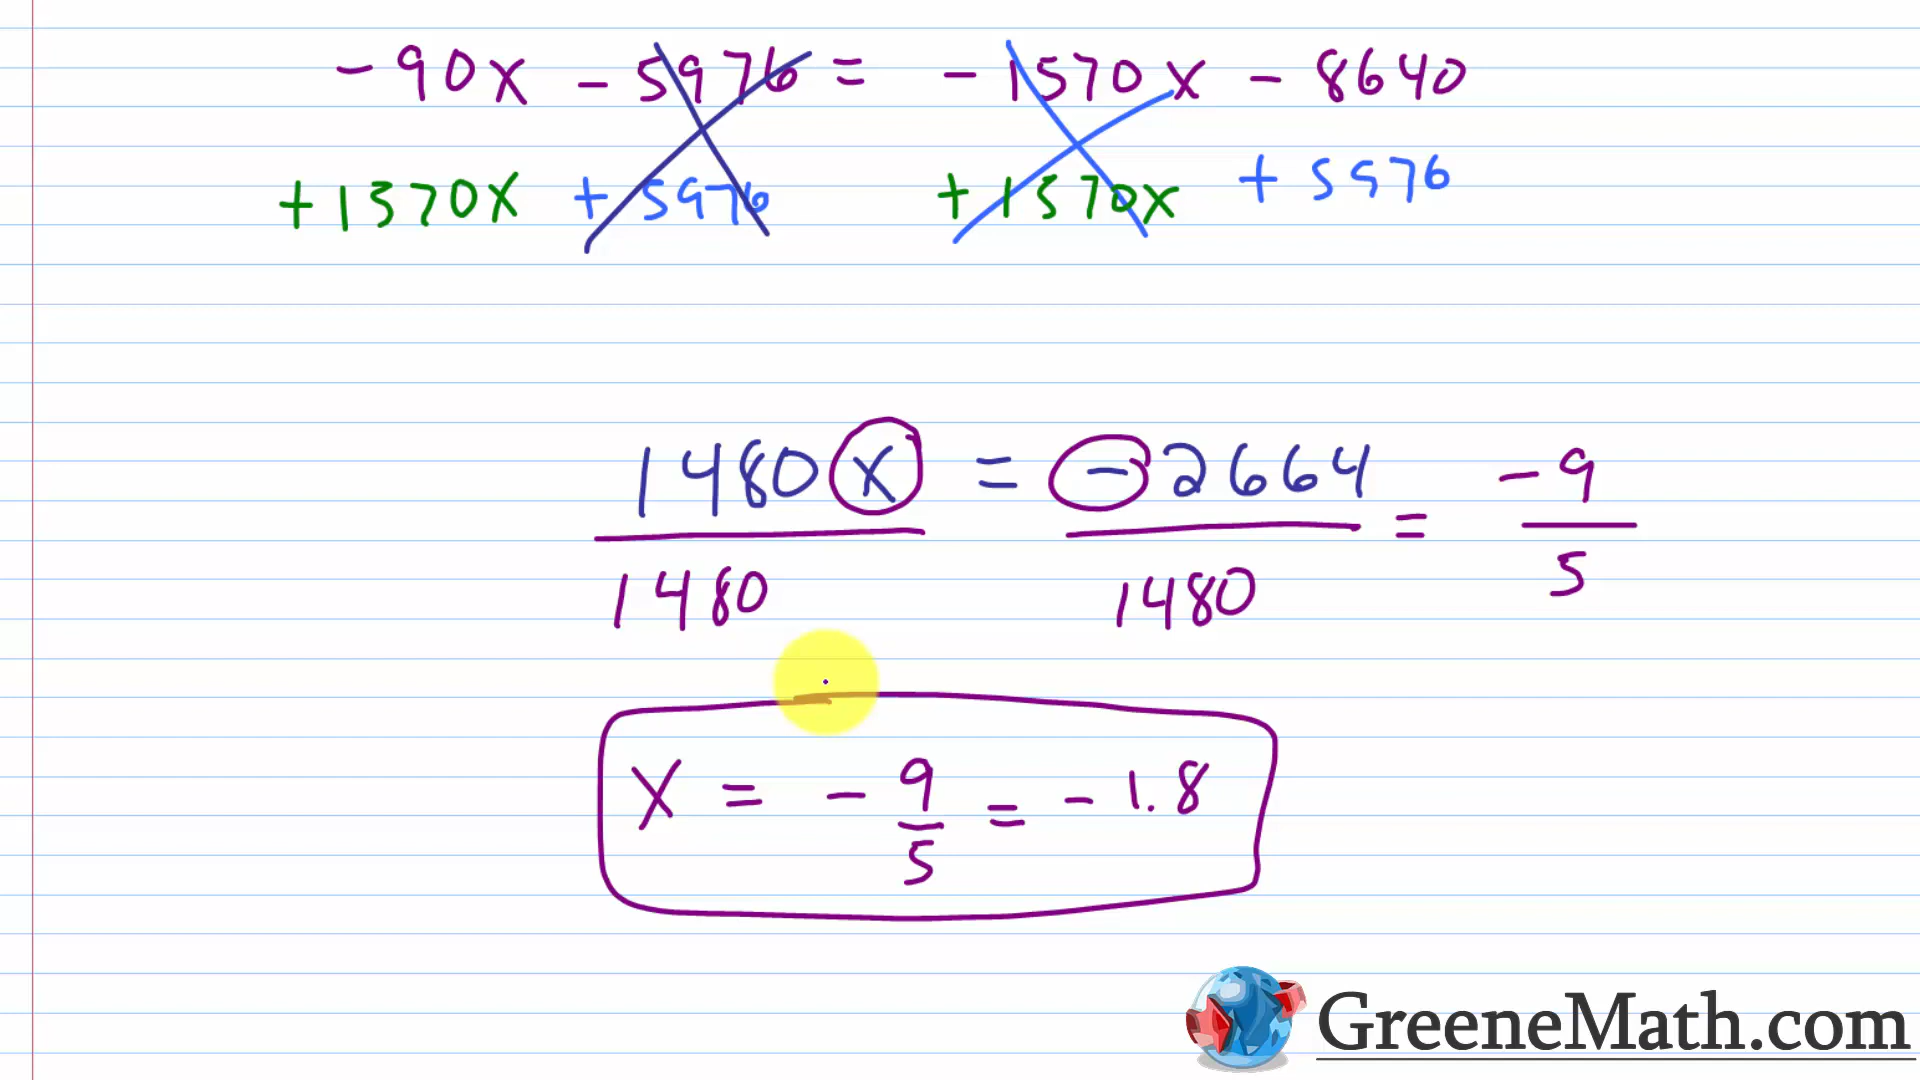 -90x - 5976 = -1570x - 8640
+1570x + 5976 +1570x + 5976
1480x = -2664 -9
1480 1480 = 5
x = -9/5 = -1.8
GreeneMath.com